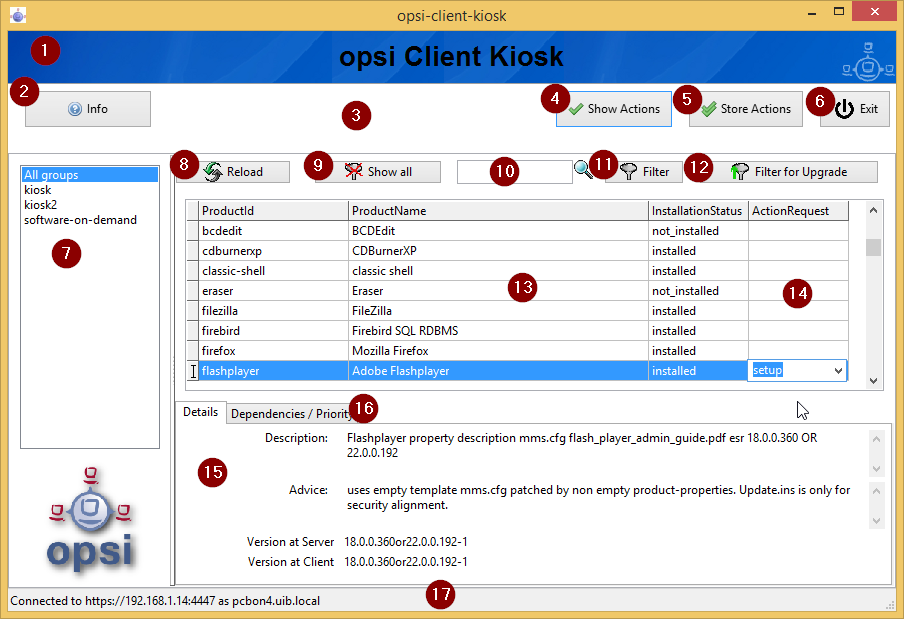 opsi-client-kiosk
1
opsi Client Kiosk
2
Info
3
4
Show Actions
5
Store Actions
6
Exit
All groups
kiosk
kiosk2
software-on-demand
7
8
Reload
9
Show all
10
11
Filter
12
Filter for Upgrade
ProductId ProductName InstallationStatus ActionRequest
bcdedit BCDEdit not_installed
cdburnerxp CDBurnerXP installed
classic-shell classic shell installed
eraser Eraser not_installed
filezilla FileZilla installed
firebird Firebird SQL RDBMS installed
firefox Mozilla Firefox installed
flashplayer Adobe Flashplayer installed setup
13
14
Details
Dependencies / Priority
16
Description: Flashplayer property description mms.cfg flash_player_admin_guide.pdf esr 18.0.0.360 OR
22.0.0.192
15
Advice: uses empty template mms.cfg patched by non empty product-properties. Update.ins is only for
security alignment.
Version at Server 18.0.0.360or22.0.0.192-1
Version at Client 18.0.0.360or22.0.0.192-1
opsi
Connected to https://192.168.1.14:4447 as pcbon4.uib.local
17